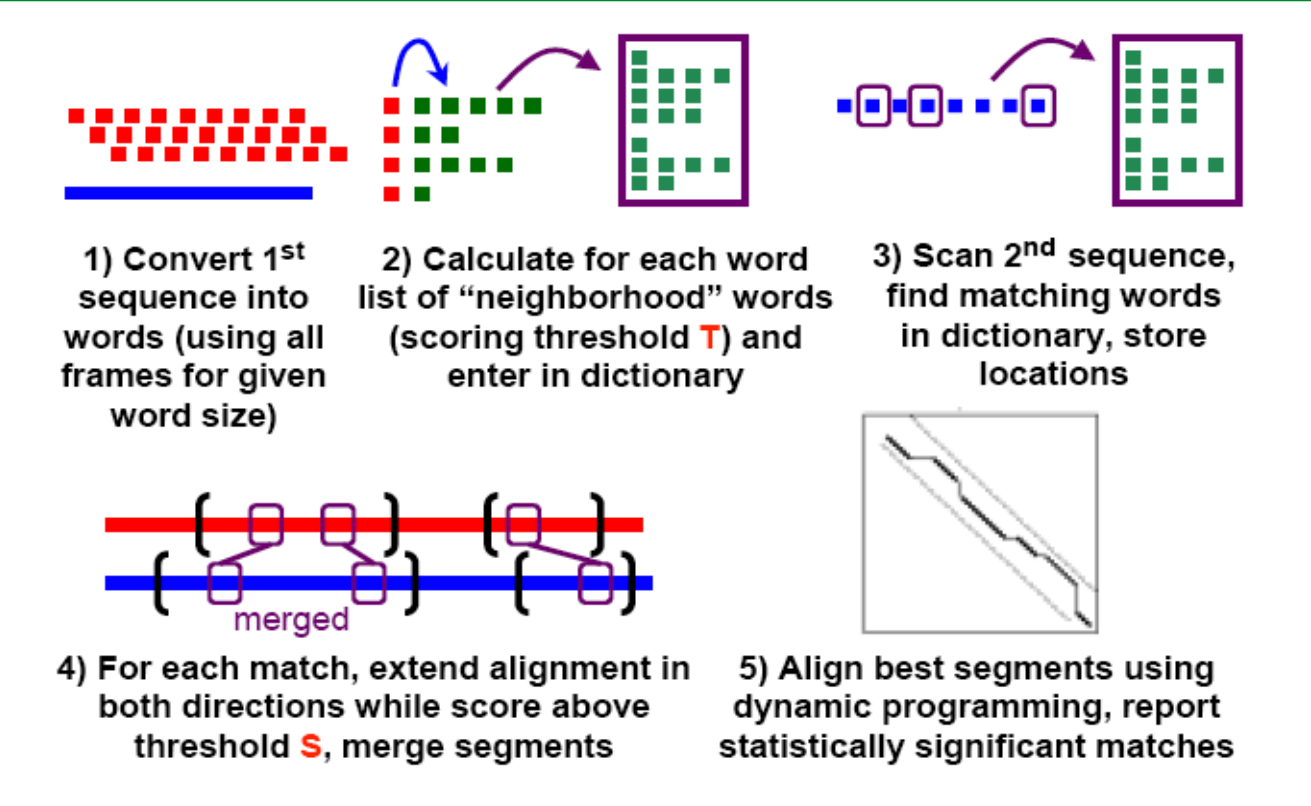 1) Convert 1st
sequence into
words (using all
frames for given
word size)
2) Calculate for each word
list of “neighborhood” words
(scoring threshold T) and
enter in dictionary
3) Scan 2nd sequence,
find matching words
in dictionary, store
locations
merged
4) For each match, extend alignment in
both directions while score above
threshold S, merge segments
5) Align best segments using
dynamic programming, report
statistically significant matches